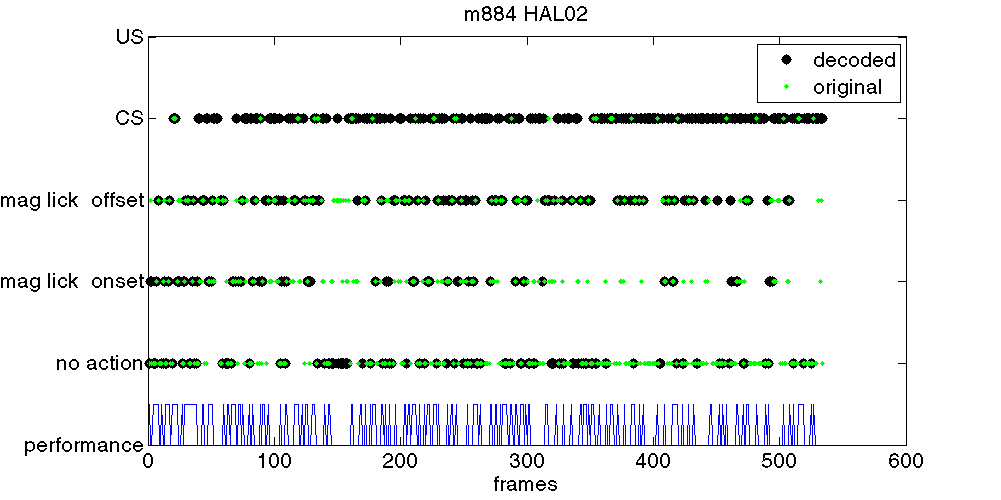 m884 HAL02
US
decoded
original
CS
mag lick offset
mag lick onset
no action
performance
0 100 200 300 400 500 600
frames